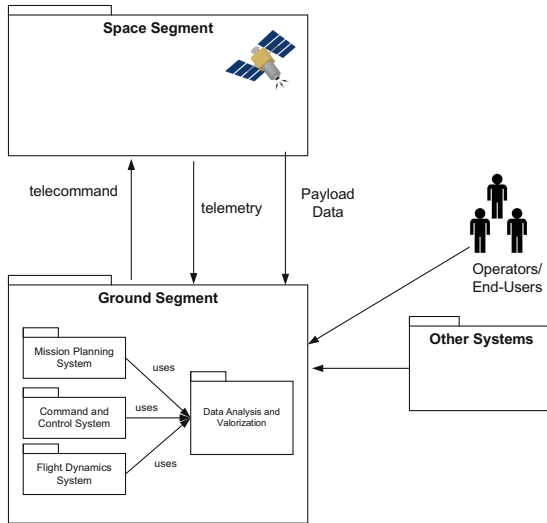 Space Segment
telecommand
telemetry
Payload
Data
Operators/
End-Users
Ground Segment
Other Systems
Mission Planning
System
uses
Command and
Control System
uses
Data Analysis and
Valorization
Flight Dynamics
System
uses